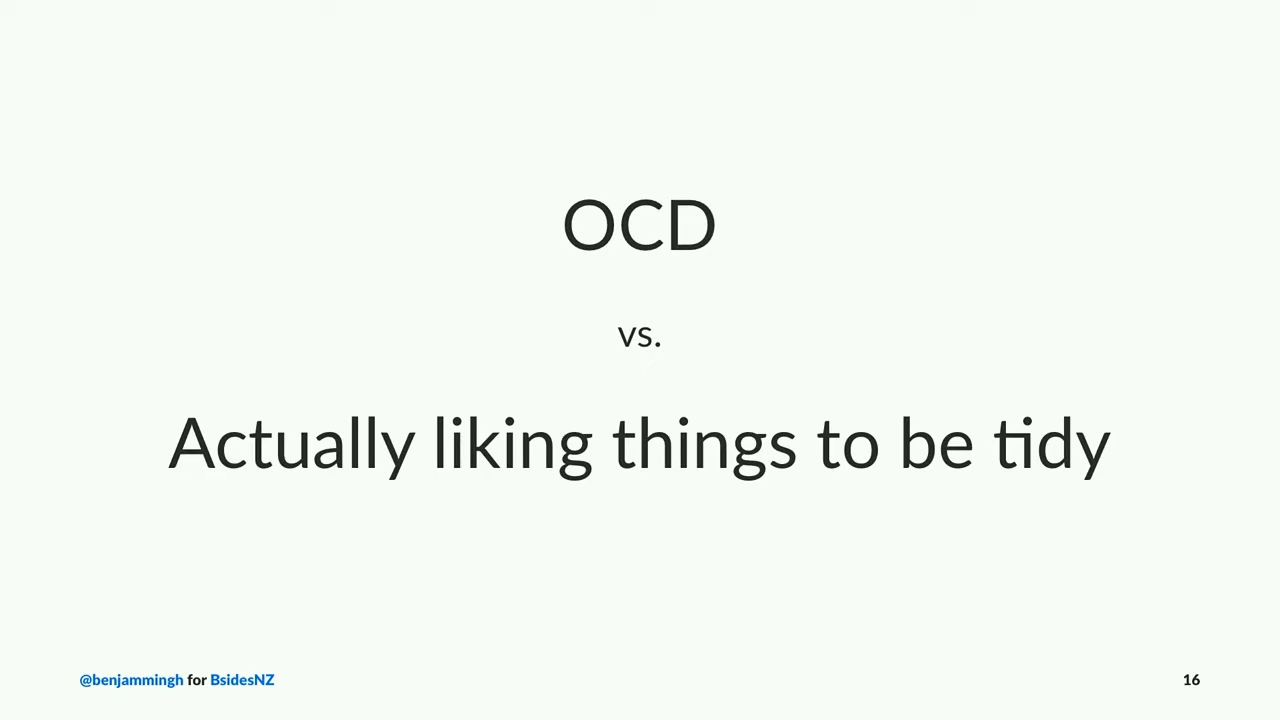 OCD
vs.
Actually liking things to be tidy
@benjammingh for BsidesNZ
16